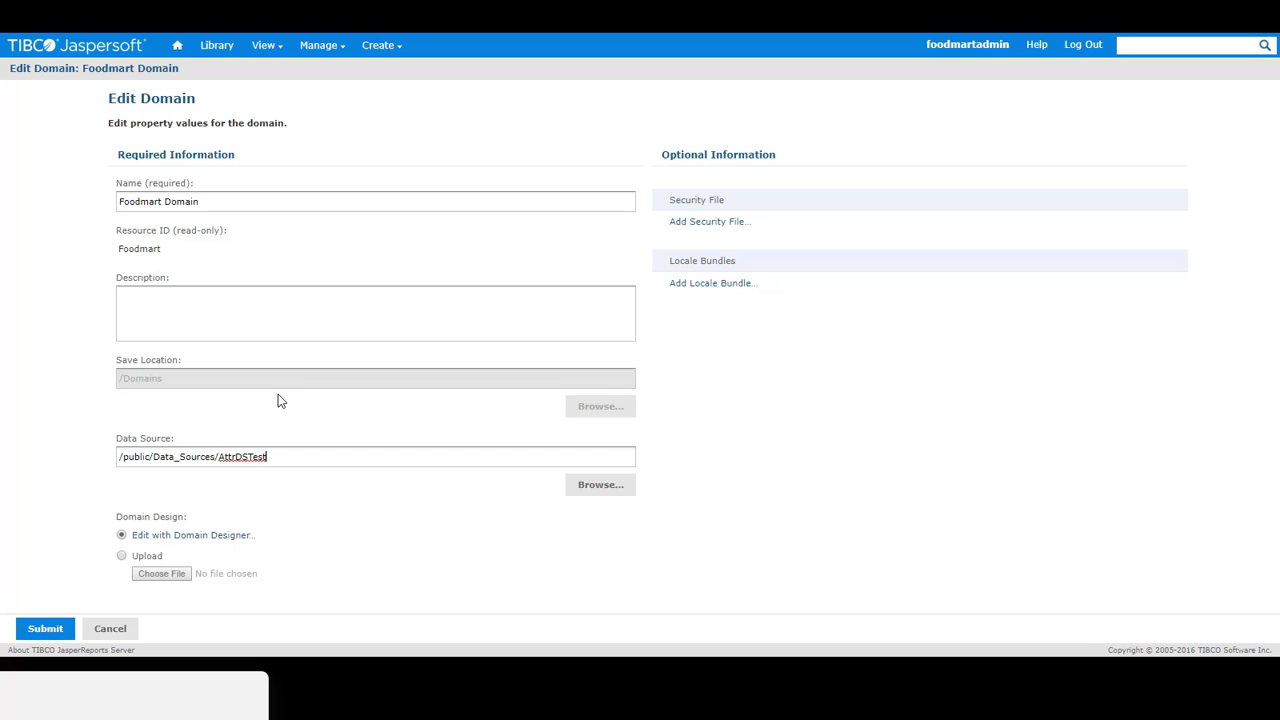 TIBCO Jaspersoft Library View Manage Create foodmartadmin Help Log Out
Edit Domain: Foodmart Domain
Edit Domain
Edit property values for the domain.
Required Information
Name (required):
Foodmart Domain
Resource ID (read-only):
Foodmart
Description:
Save Location:
/Domains
Browse...
Data Source:
/public/Data_Sources/AttrDSTest
Browse...
Domain Design:
Edit with Domain Designer...
Upload
Choose File No file chosen
Optional Information
Security File
Add Security File...
Locale Bundles
Add Locale Bundle...
Submit Cancel
About TIBCO JasperReports Server Copyright © 2005-2016 TIBCO Software Inc.